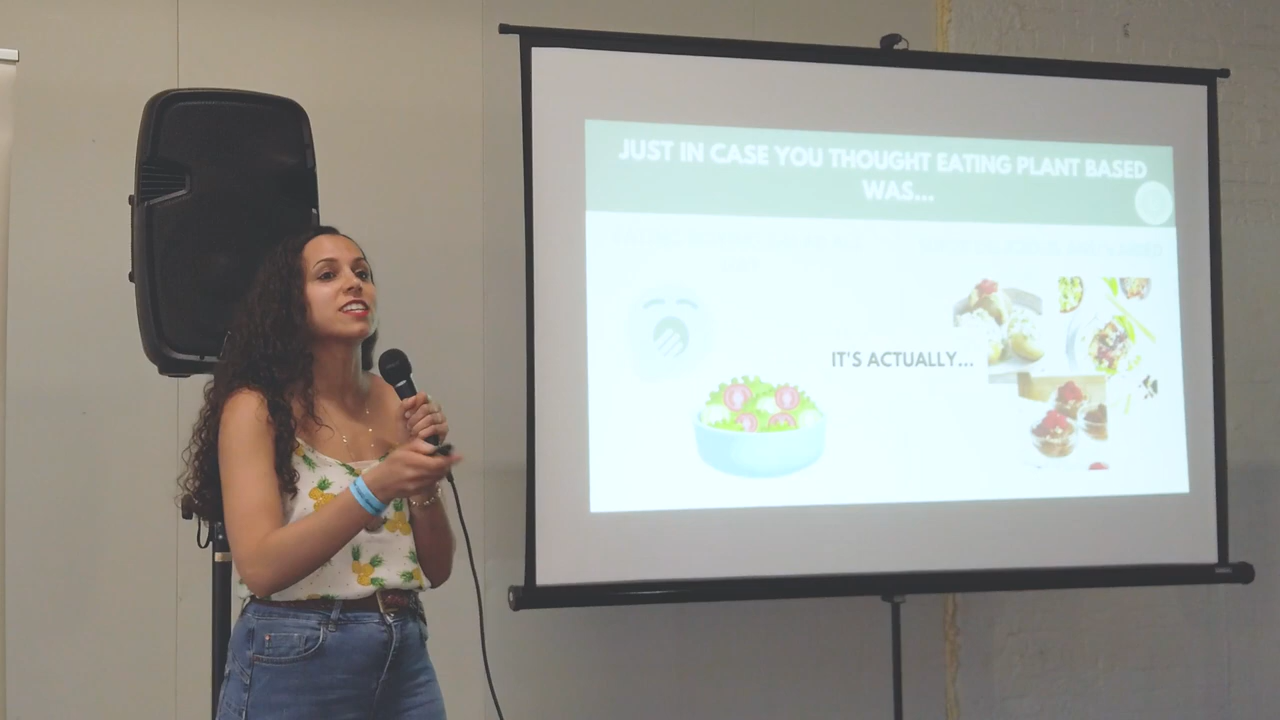 JUST IN CASE YOU THOUGHT EATING PLANT BASED
WAS...
IT'S ACTUALLY...